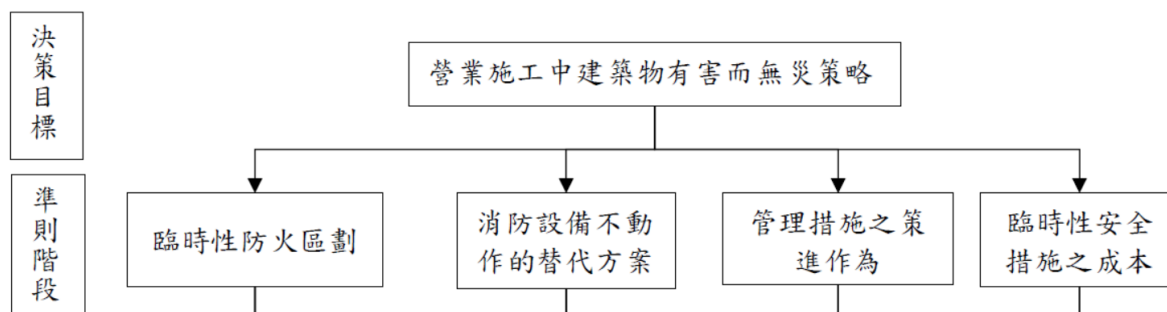 決策目標
營業施工中建築物有害而無災策略
準則階段
臨時性防火區劃
消防設備不動
作的替代方案
管理措施之策
進作為
臨時性安全
措施之成本